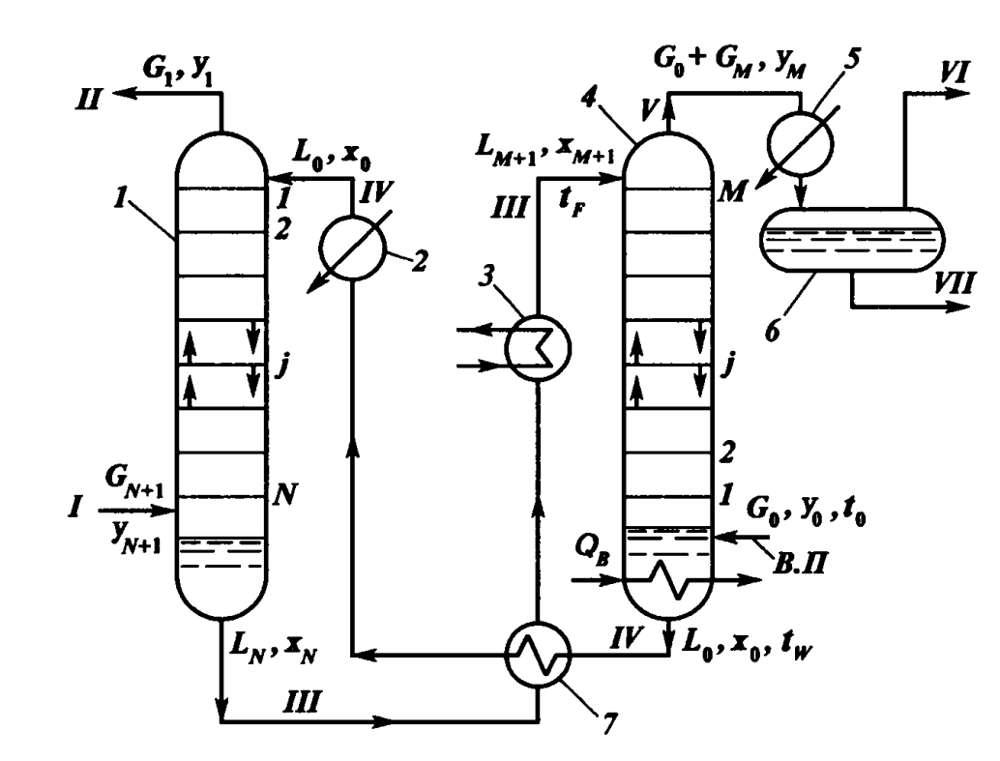 G₁, y₁
II
L₀, x₀
IV
1
1
2
2
j
G_{N+1}
I
y_{N+1}
N
L_N, x_N
III
G₀ + G_M, y_M
5
VI
4
V
L_{M+1}, x_{M+1}
III
t_F
M
3
6
VII
j
2
1
G₀, y₀, t₀
В.П
Q_B
IV
L₀, x₀, t_W
7